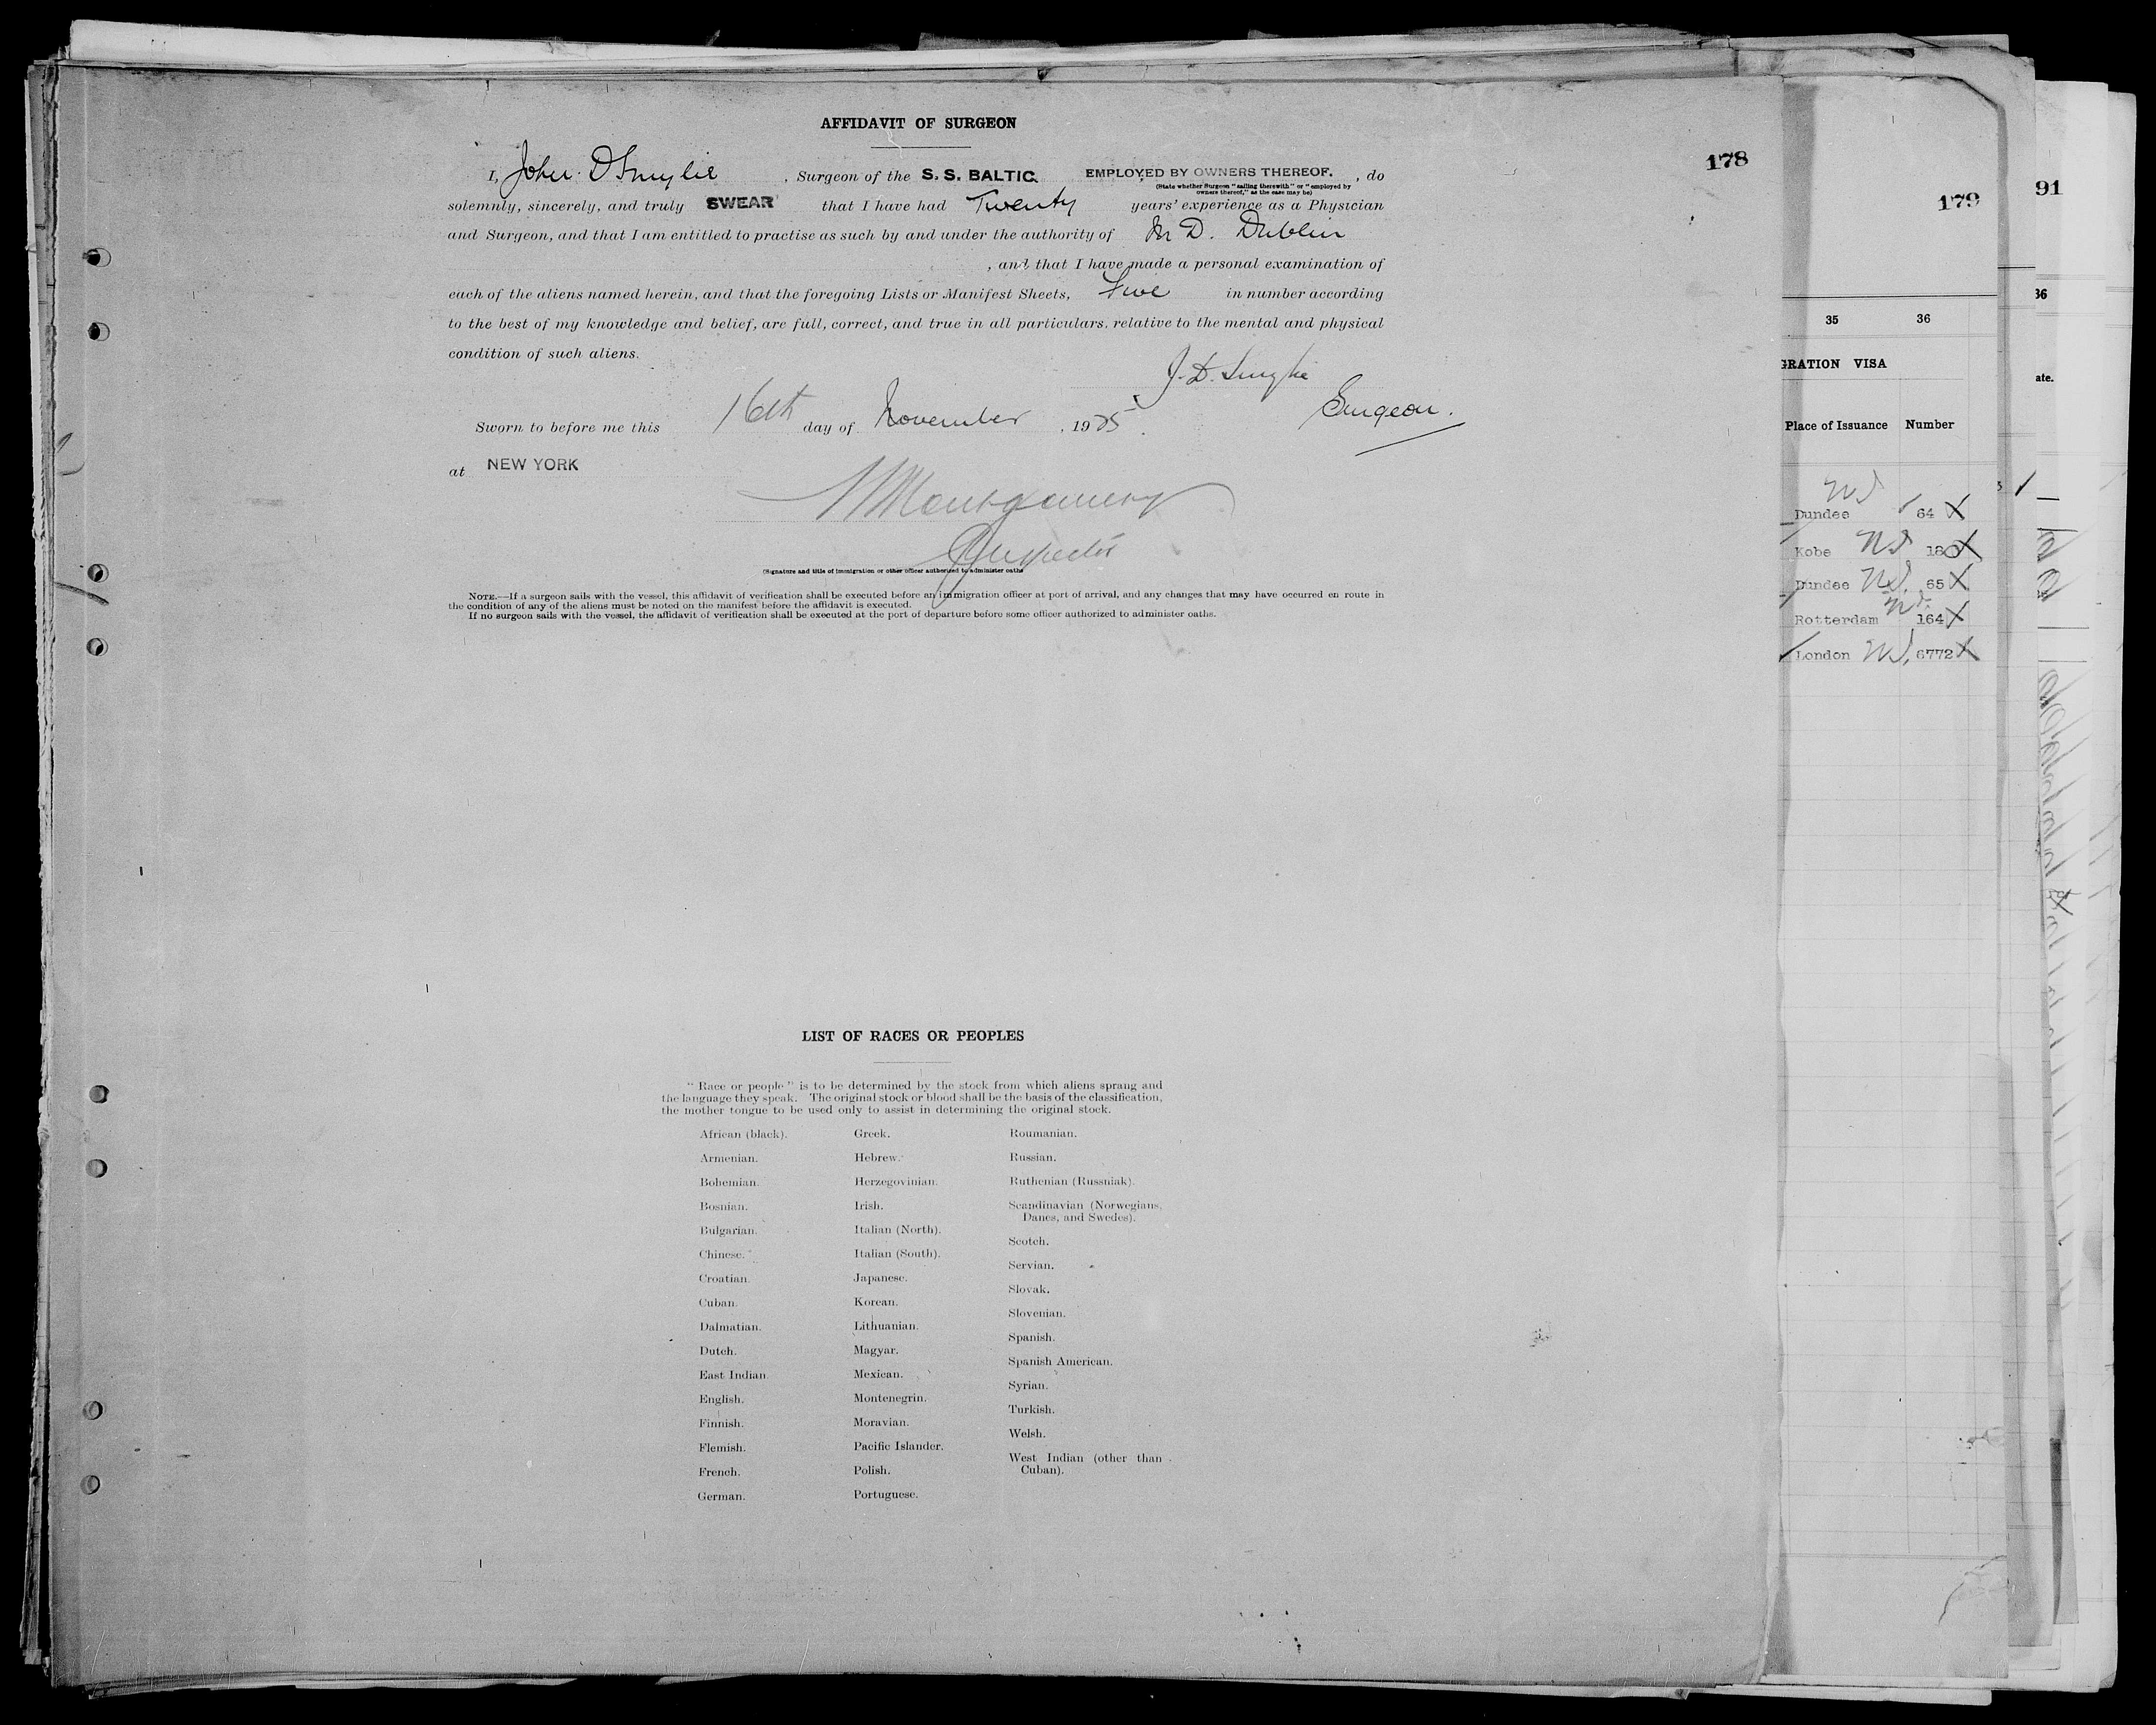 AFFIDAVIT OF SURGEON
178
I, John D Smylie , Surgeon of the S. S. BALTIC EMPLOYED BY OWNERS THEREOF. , do
(State whether Surgeon "sailing therewith" or "employed by
owners thereof," as the case may be)
solemnly, sincerely, and truly SWEAR that I have had Twenty years' experience as a Physician
and Surgeon, and that I am entitled to practise as such by and under the authority of M D. Dublin
, and that I have made a personal examination of
each of the aliens named herein, and that the foregoing Lists or Manifest Sheets, Five in number according
to the best of my knowledge and belief, are full, correct, and true in all particulars, relative to the mental and physical
condition of such aliens.
J. D. Smylie
Surgeon.
Sworn to before me this 16th day of November , 1925
at NEW YORK
Montgomery
Inspector
(Signature and title of immigration or other officer authorized to administer oaths
NOTE.—If a surgeon sails with the vessel, this affidavit of verification shall be executed before an immigration officer at port of arrival, and any changes that may have occurred en route in
the condition of any of the aliens must be noted on the manifest before the affidavit is executed.
If no surgeon sails with the vessel, the affidavit of verification shall be executed at the port of departure before some officer authorized to administer oaths.
LIST OF RACES OR PEOPLES
"Race or people" is to be determined by the stock from which aliens sprang and
the language they speak. The original stock or blood shall be the basis of the classification,
the mother tongue to be used only to assist in determining the original stock.
African (black).
Armenian.
Bohemian.
Bosnian.
Bulgarian.
Chinese.
Croatian.
Cuban.
Dalmatian.
Dutch.
East Indian.
English.
Finnish.
Flemish.
French.
German.
Greek.
Hebrew.
Herzegovinian.
Irish.
Italian (North).
Italian (South).
Japanese.
Korean.
Lithuanian.
Magyar.
Mexican.
Montenegrin.
Moravian.
Pacific Islander.
Polish.
Portuguese.
Roumanian.
Russian.
Ruthenian (Russniak).
Scandinavian (Norwegians,
Danes, and Swedes).
Scotch.
Servian.
Slovak.
Slovenian.
Spanish.
Spanish American.
Syrian.
Turkish.
Welsh.
West Indian (other than
Cuban).
179
35 36
GRATION VISA
Place of Issuance Number
Dundee 64
Kobe 180
Dundee 65
Rotterdam 164
London 6772
91
36
ate.